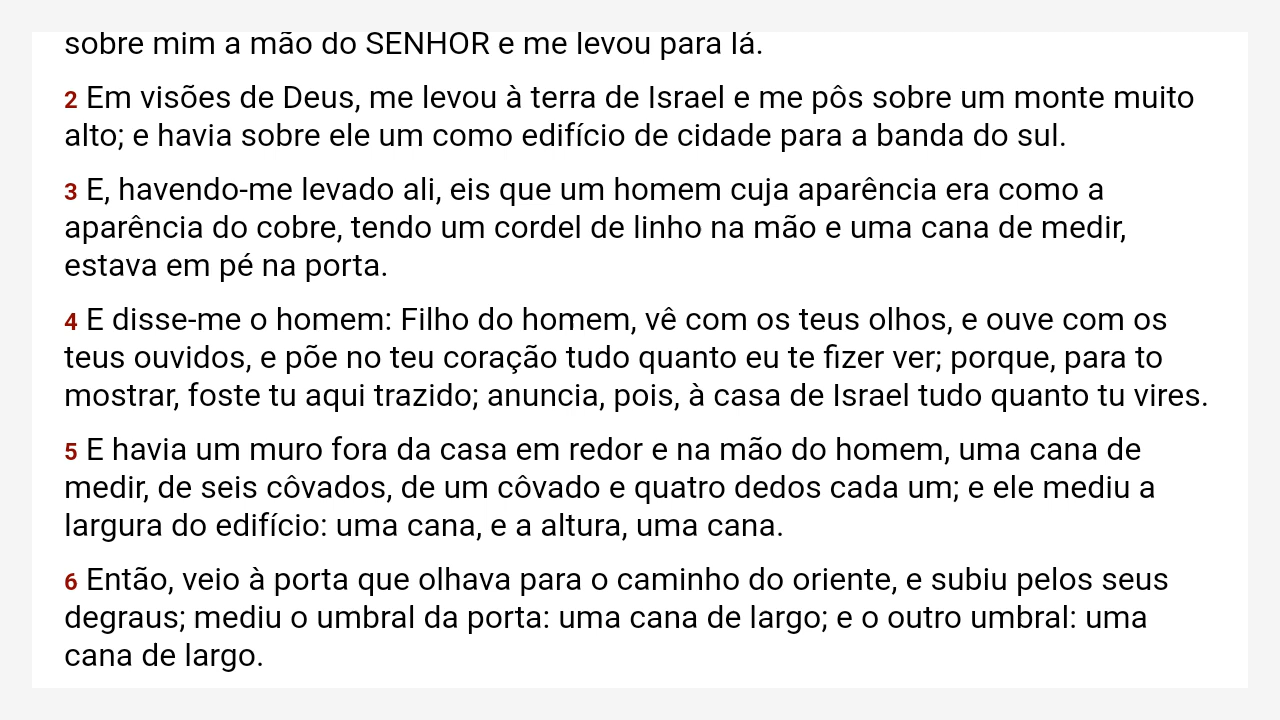 sobre mim a mão do SENHOR e me levou para lá.
2 Em visões de Deus, me levou à terra de Israel e me pôs sobre um monte muito
alto; e havia sobre ele um como edifício de cidade para a banda do sul.
3 E, havendo-me levado ali, eis que um homem cuja aparência era como a
aparência do cobre, tendo um cordel de linho na mão e uma cana de medir,
estava em pé na porta.
4 E disse-me o homem: Filho do homem, vê com os teus olhos, e ouve com os
teus ouvidos, e põe no teu coração tudo quanto eu te fizer ver; porque, para to
mostrar, foste tu aqui trazido; anuncia, pois, à casa de Israel tudo quanto tu vires.
5 E havia um muro fora da casa em redor e na mão do homem, uma cana de
medir, de seis côvados, de um côvado e quatro dedos cada um; e ele mediu a
largura do edifício: uma cana, e a altura, uma cana.
6 Então, veio à porta que olhava para o caminho do oriente, e subiu pelos seus
degraus; mediu o umbral da porta: uma cana de largo; e o outro umbral: uma
cana de largo.